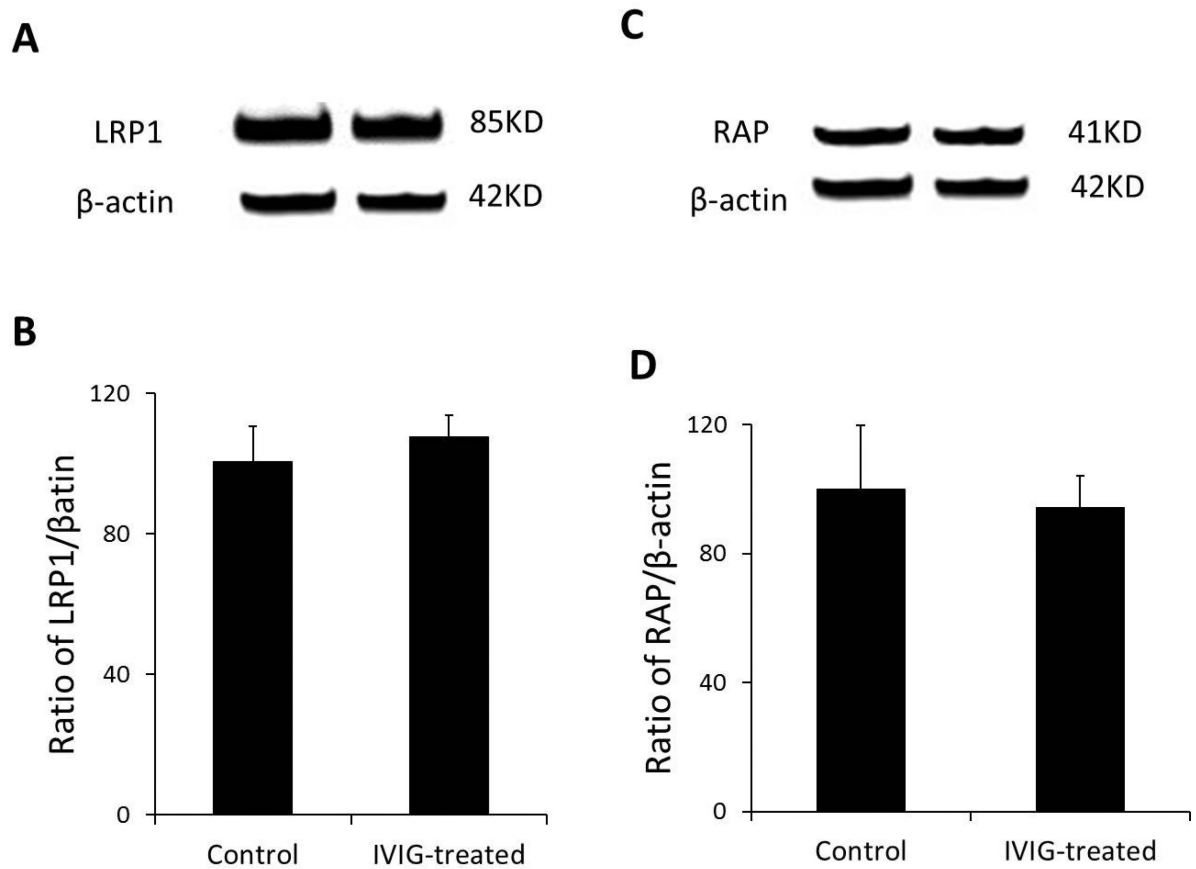 A
LRP1 85KD
β-actin 42KD
B
120
80
40
0
Ratio of LRP1/βatin
Control IVIG-treated
C
RAP 41KD
β-actin 42KD
D
120
80
40
0
Ratio of RAP/β-actin
Control IVIG-treated